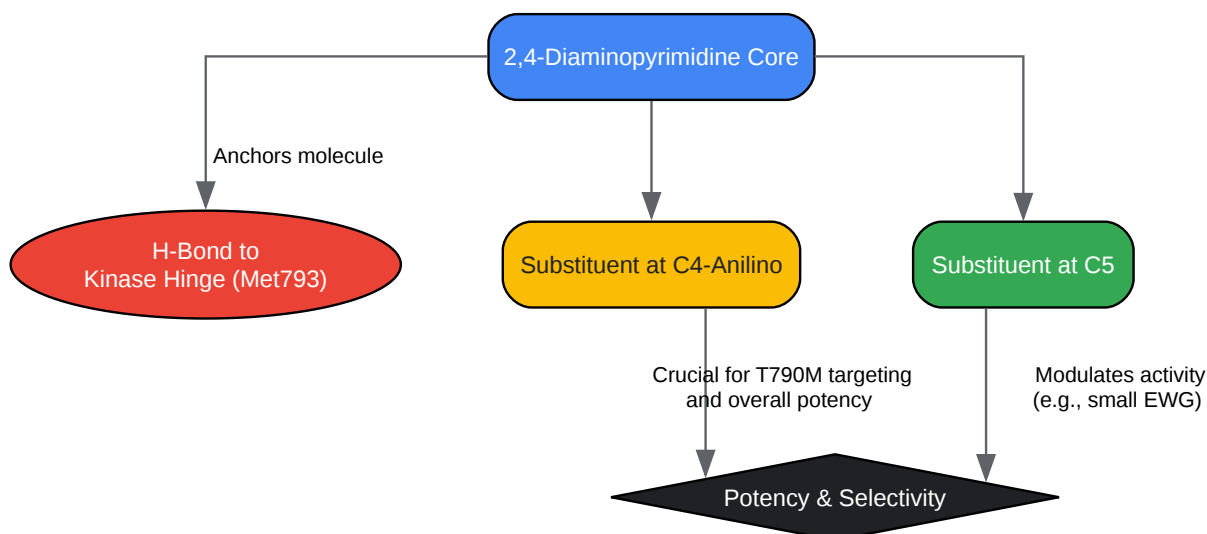 2,4-Diaminopyrimidine Core
Anchors molecule
H-Bond to
Kinase Hinge (Met793)
Substituent at C4-Anilino
Substituent at C5
Crucial for T790M targeting
and overall potency
Modulates activity
(e.g., small EWG)
Potency & Selectivity